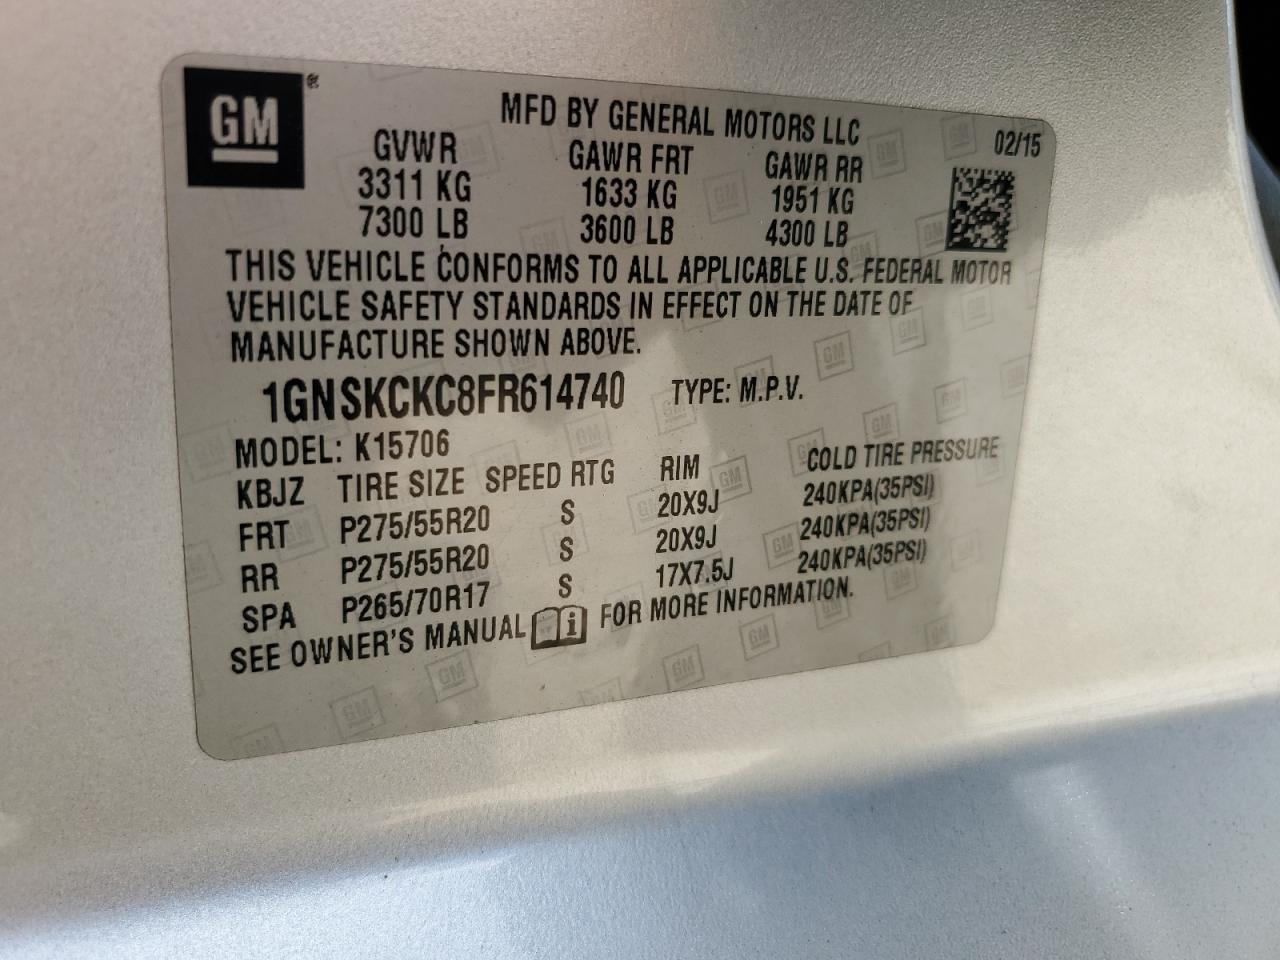 GM ®
MFD BY GENERAL MOTORS LLC 02/15
GVWR GAWR FRT GAWR RR
3311 KG 1633 KG 1951 KG
7300 LB 3600 LB 4300 LB
THIS VEHICLE CONFORMS TO ALL APPLICABLE U.S. FEDERAL MOTOR
VEHICLE SAFETY STANDARDS IN EFFECT ON THE DATE OF
MANUFACTURE SHOWN ABOVE.
1GNSKCKC8FR614740 TYPE: M.P.V.
MODEL: K15706
KBJZ TIRE SIZE SPEED RTG RIM COLD TIRE PRESSURE
FRT P275/55R20 S 20X9J 240KPA(35PSI)
RR P275/55R20 S 20X9J 240KPA(35PSI)
SPA P265/70R17 S 17X7.5J 240KPA(35PSI)
SEE OWNER'S MANUAL i FOR MORE INFORMATION.